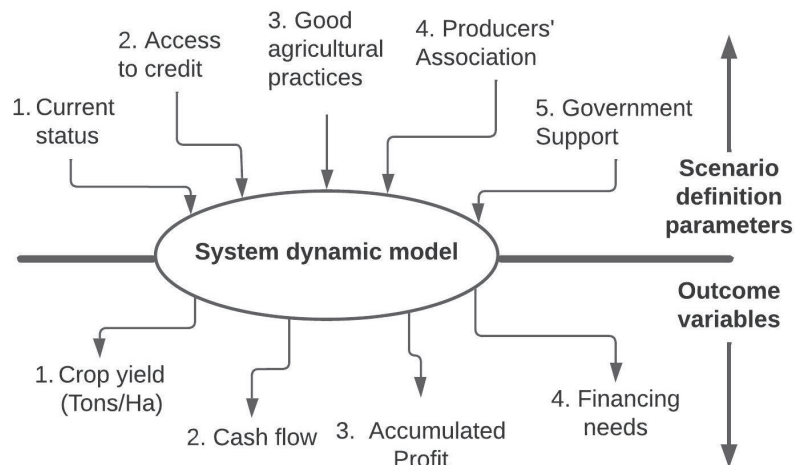 1. Current
status
2. Access
to credit
3. Good
agricultural
practices
4. Producers'
Association
5. Government
Support
Scenario
definition
parameters
System dynamic model
Outcome
variables
1. Crop yield
(Tons/Ha)
2. Cash flow
3. Accumulated
Profit
4. Financing
needs